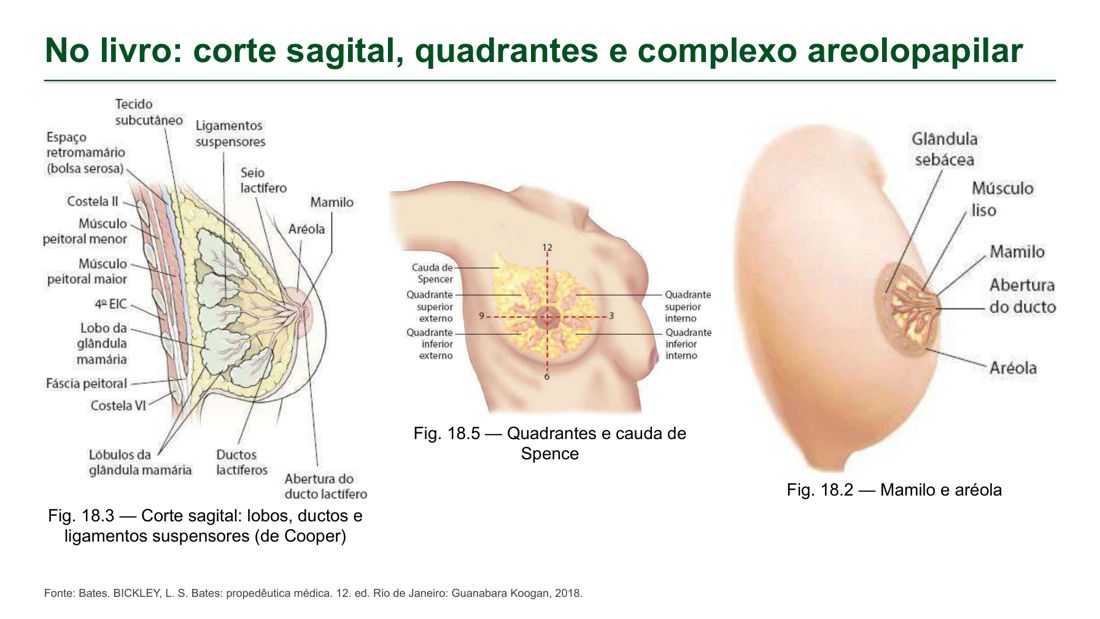 No livro: corte sagital, quadrantes e complexo areolopapilar
Tecido
subcutâneo
Ligamentos
suspensores
Espaço
retromamário
(bolsa serosa)
Seio
lactífero
Costela II
Mamilo
Músculo
peitoral menor
Aréola
Músculo
peitoral maior
4º EIC
Lobo da
glândula
mamária
Fáscia peitoral
Costela VI
Lóbulos da
glândula mamária
Ductos
lactíferos
Abertura do
ducto lactífero
Fig. 18.3 — Corte sagital: lobos, ductos e
ligamentos suspensores (de Cooper)
12
Cauda de
Spencer
Quadrante
superior
externo
9
3
Quadrante
superior
interno
Quadrante
inferior
externo
Quadrante
inferior
interno
6
Fig. 18.5 — Quadrantes e cauda de
Spence
Glândula
sebácea
Músculo
liso
Mamilo
Abertura
do ducto
Aréola
Fig. 18.2 — Mamilo e aréola
Fonte: Bates. BICKLEY, L. S. Bates: propedêutica médica. 12. ed. Rio de Janeiro: Guanabara Koogan, 2018.